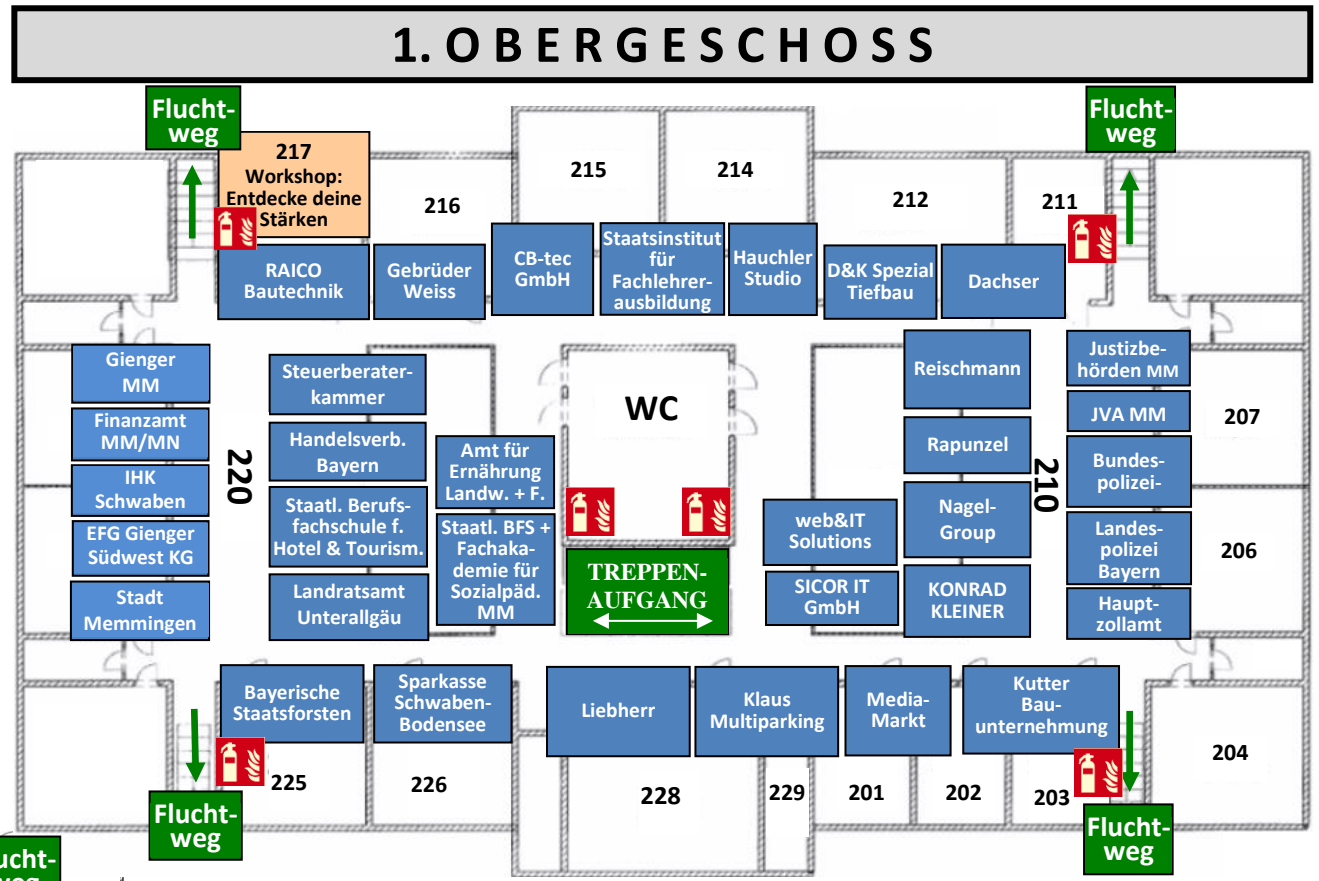 1. O B E R G E S C H O S S
Flucht-
weg
Flucht-
weg
217
Workshop:
Entdecke deine
Stärken
216
215
214
212
211
RAICO
Bautechnik
Gebrüder
Weiss
CB-tec
GmbH
Staatsinstitut
für
Fachlehrer-
ausbildung
Hauchler
Studio
D&K Spezial
Tiefbau
Dachser
Gienger
MM
Finanzamt
MM/MN
IHK
Schwaben
EFG Gienger
Südwest KG
Stadt
Memmingen
220
Steuerberater-
kammer
Handelsverb.
Bayern
Staatl. Berufs-
fachschule f.
Hotel & Tourism.
Landratsamt
Unterallgäu
Amt für
Ernährung
Landw. + F.
Staatl. BFS +
Fachaka-
demie für
Sozialpäd.
MM
WC
TREPPEN-
AUFGANG
web&IT
Solutions
SICOR IT
GmbH
Reischmann
Rapunzel
Nagel-
Group
KONRAD
KLEINER
210
Justizbe-
hörden MM
JVA MM
Bundes-
polizei-
Landes-
polizei
Bayern
Haupt-
zollamt
207
206
Bayerische
Staatsforsten
Sparkasse
Schwaben-
Bodensee
Liebherr
Klaus
Multiparking
Media-
Markt
Kutter
Bau-
unternehmung
225
226
228
229
201
202
203
204
Flucht-
weg
Flucht-
weg
ucht-
weg